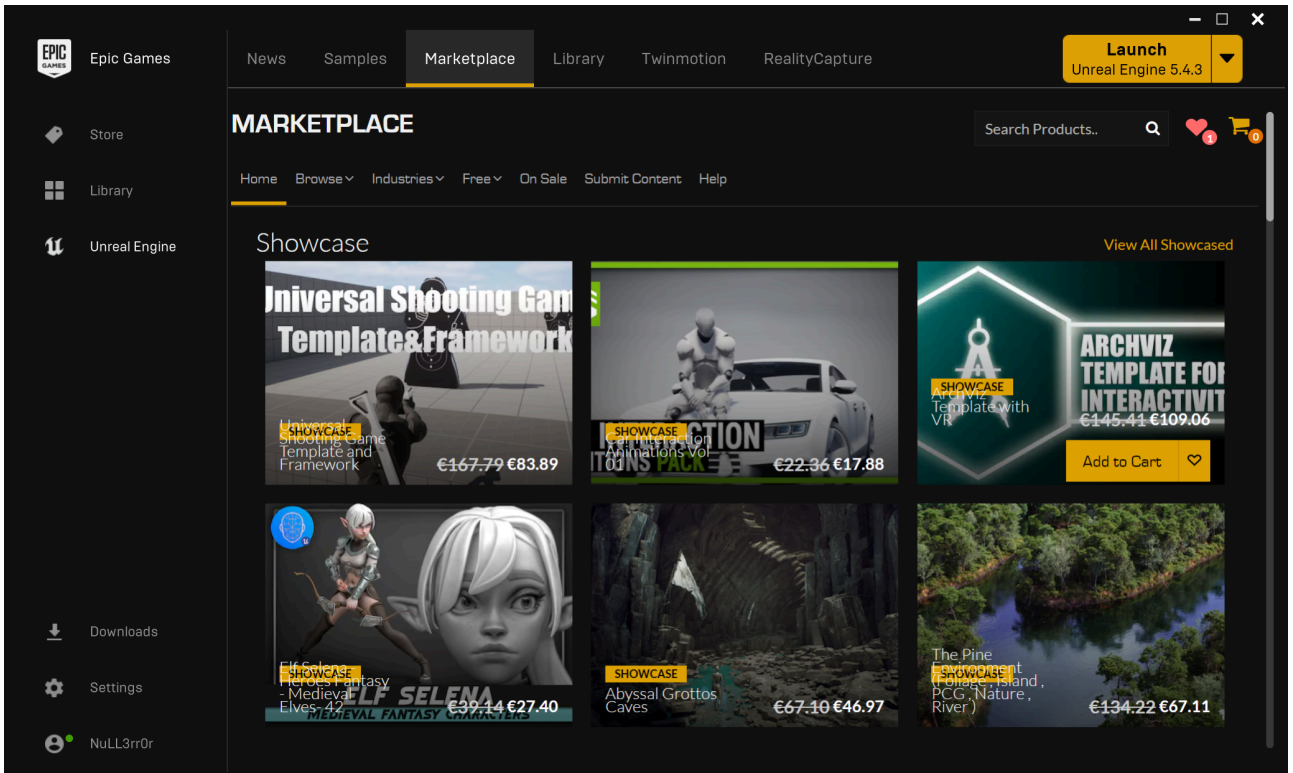 EPIC
GAMES
Epic Games
News
Samples
Marketplace
Library
Twinmotion
RealityCapture
Launch
Unreal Engine 5.4.3
Store
Library
Unreal Engine
MARKETPLACE
Search Products..
1
0
Home
Browse
Industries
Free
On Sale
Submit Content
Help
Showcase
View All Showcased
Universal Shooting Gam
Template&Framework
SHOWCASE
Universal
Shooting Game
Template and
Framework
€167.79 €83.89
S
INTERACTION
PACK
SHOWCASE
Car Interaction
Animations Vol
01
€22.36 €17.88
ARCHVIZ
TEMPLATE FOR
INTERACTIVIT
SHOWCASE
ArchViz
Template with
VR
€145.41 €109.06
Add to Cart
ELF SELENA
MEDIEVAL FANTASY CHARACTERS
SHOWCASE
Elf Selena -
Heroes Fantasy
- Medieval
Elves- 42
€39.14 €27.40
SHOWCASE
Abyssal Grottos
Caves
€67.10 €46.97
SHOWCASE
The Pine
Environment
(Foliage , Island ,
PCG , Nature ,
River )
€134.22 €67.11
Downloads
Settings
NuLL3rr0r